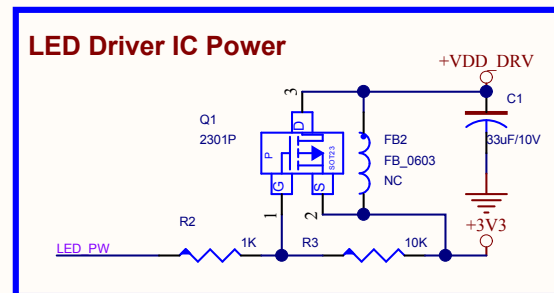 LED Driver IC Power
+VDD_DRV
3
C1
Q1
2301P
D
P
SOT23
G
S
FB2
FB_0603
NC
33uF/10V
1
2
+3V3
R2
1K
R3
10K
LED_PW